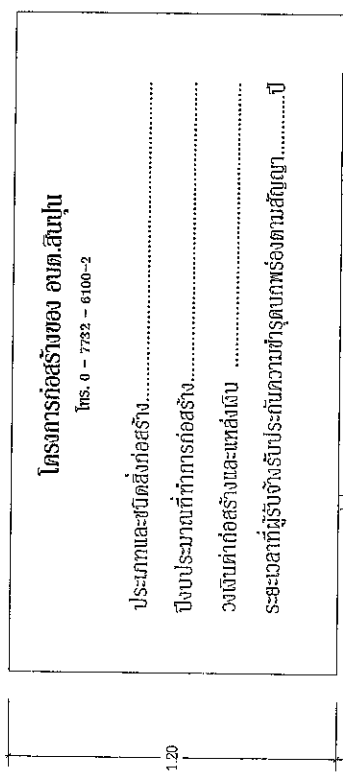 โครงการก่อสร้างของ อบต.สินปุน
โทร. 0 - 7732 - 6100-2
ประเภทและชนิดสิ่งก่อสร้าง..............................................
ปีงบประมาณที่ทำการก่อสร้าง..............................................
วงเงินค่าก่อสร้างและแหล่งเงิน ..............................................
ระยะเวลาที่ผู้รับจ้างรับประกันความชำรุดบกพร่องตามสัญญา...........ปี
1.20